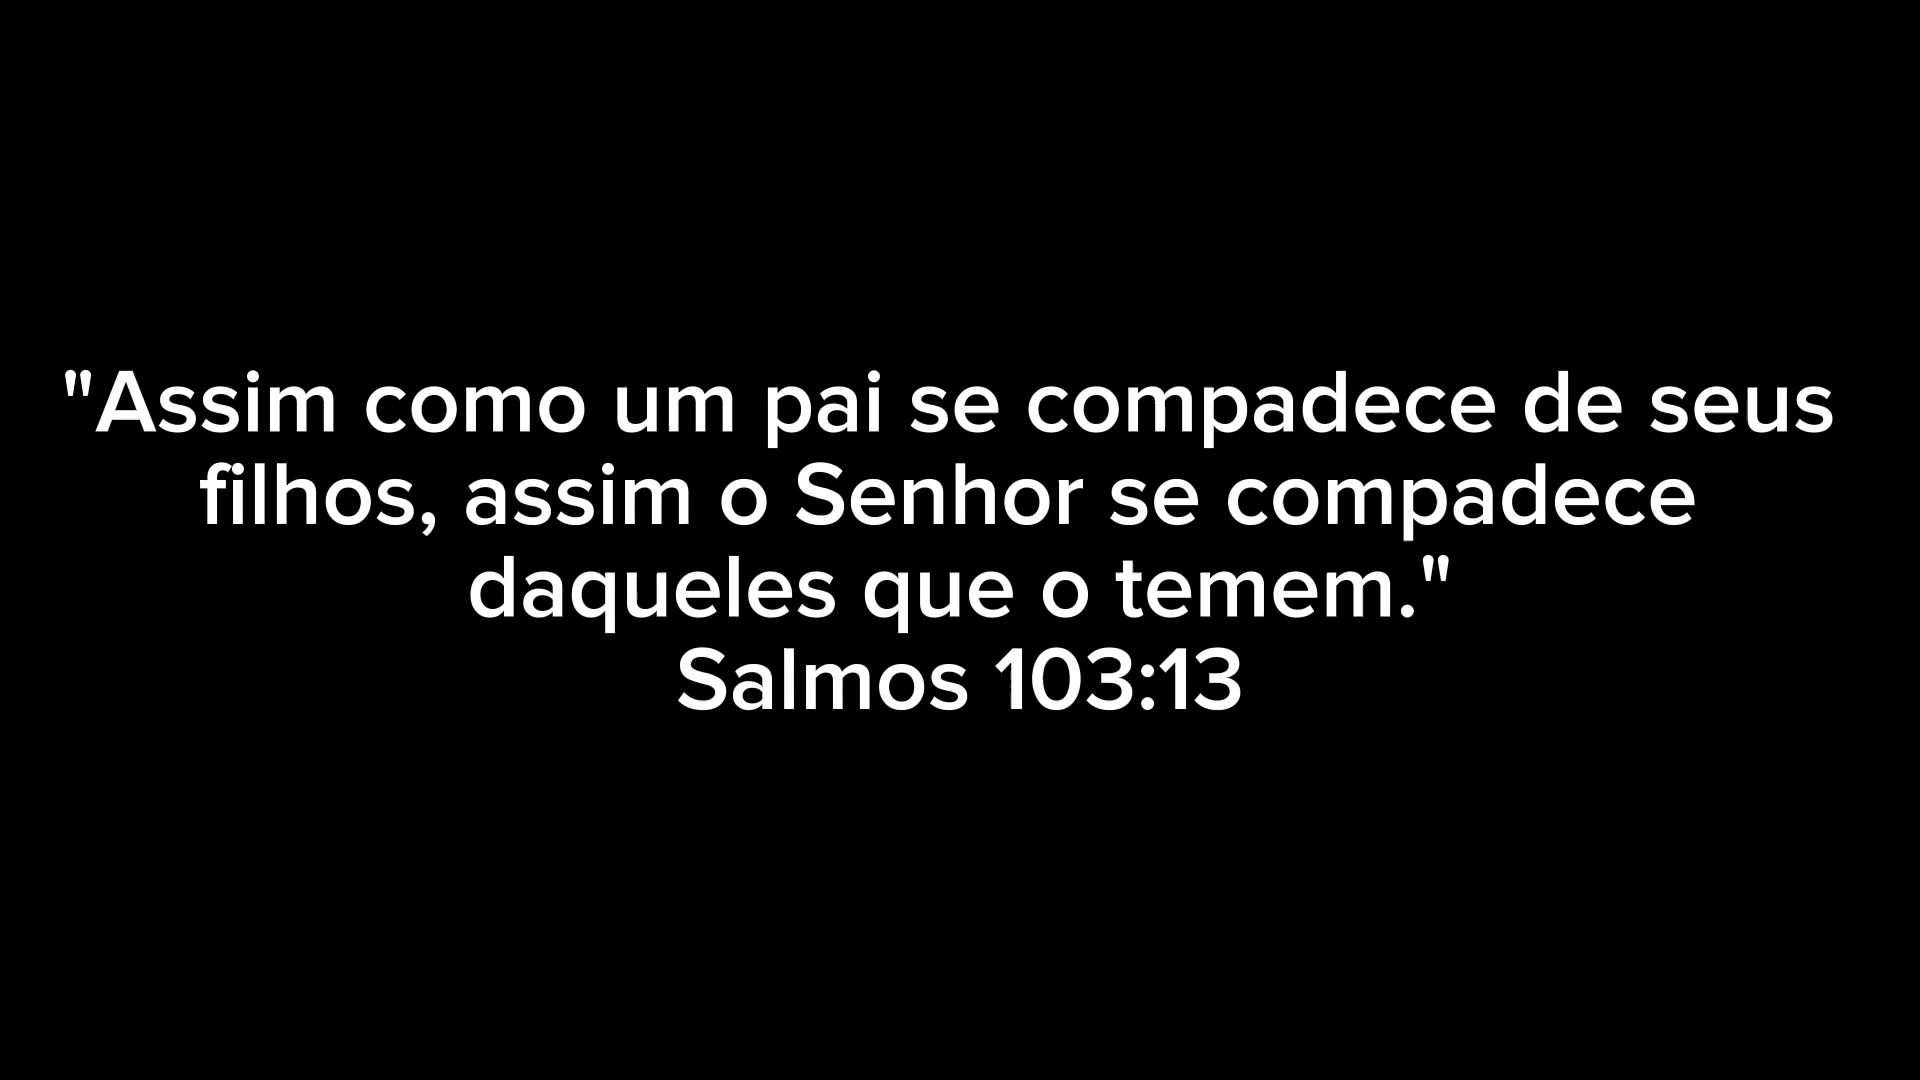 "Assim como um pai se compadece de seus
filhos, assim o Senhor se compadece
daqueles que o temem."
Salmos 103:13